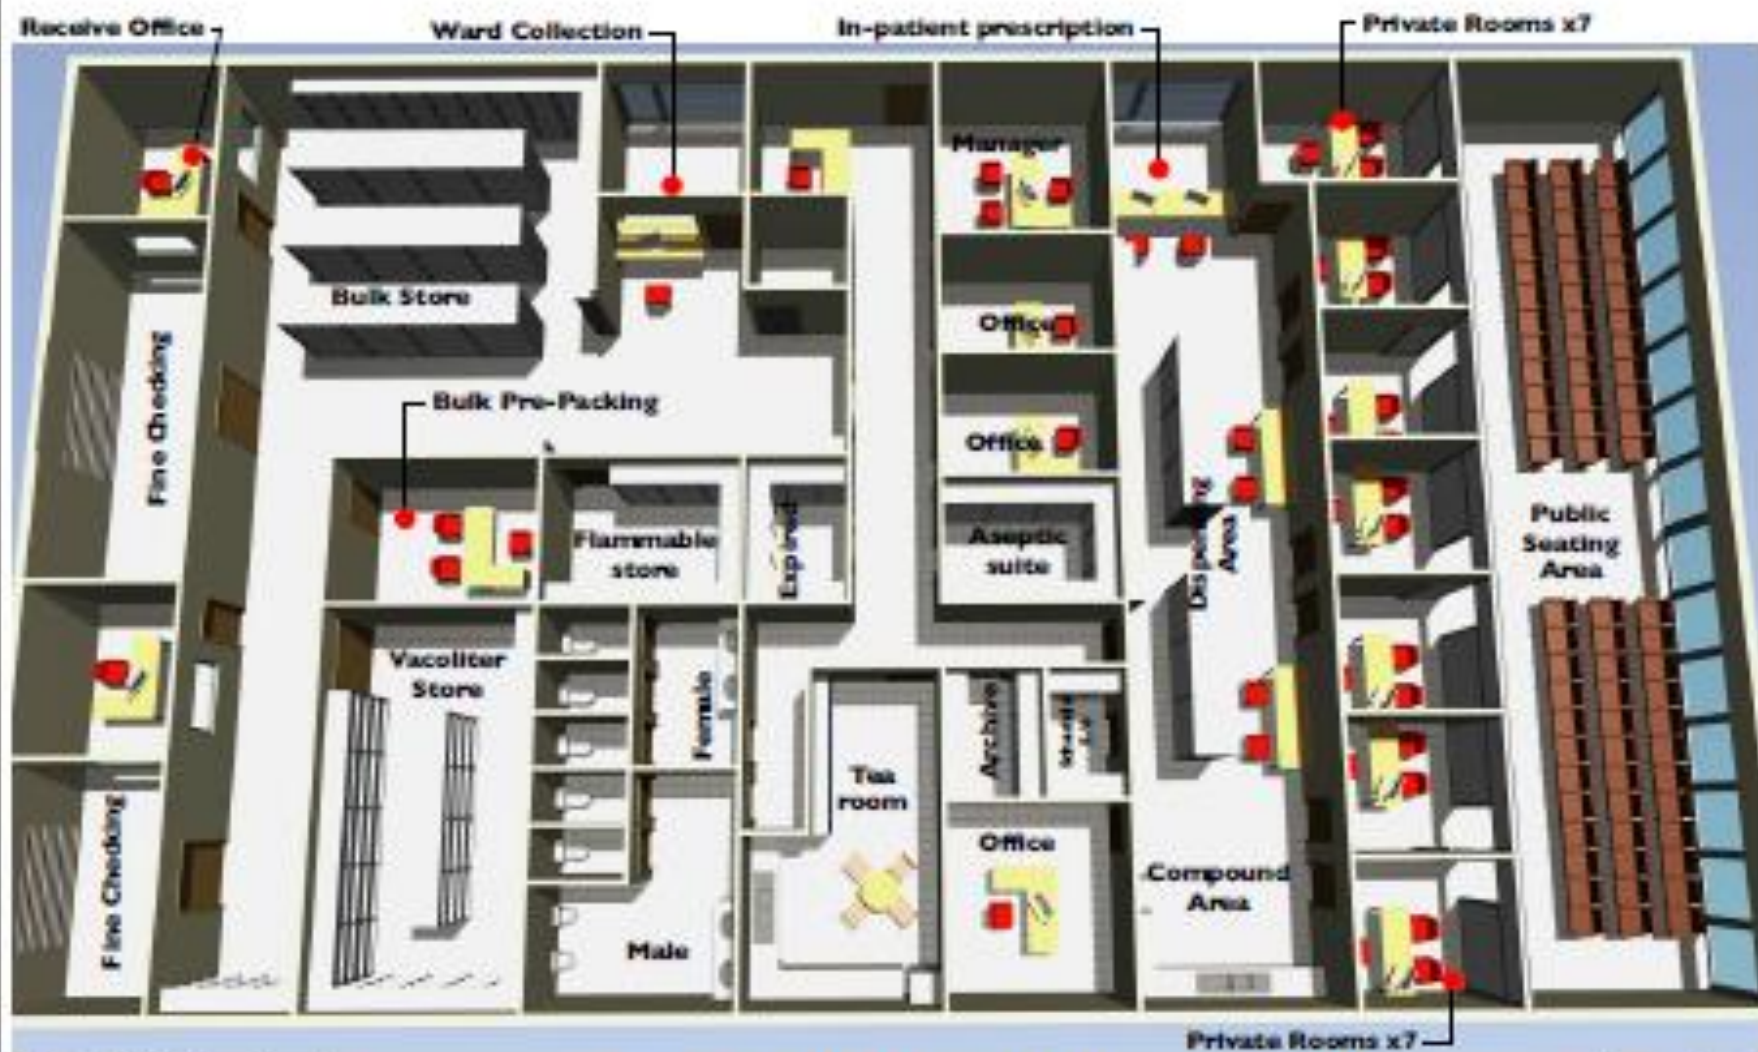 Receive Office
Ward Collection
In-patient prescription
Private Rooms x7
Manager
Bulk Store
Office
Fine Checking
Bulk Pre-Packing
Office
Flammable
store
Expired
Aseptic
suite
Dispensing
Area
Public
Seating
Area
Vacoliter
Store
Female
Tea
room
Archive
Office
Fine Checking
Compound
Area
Male
Private Rooms x7